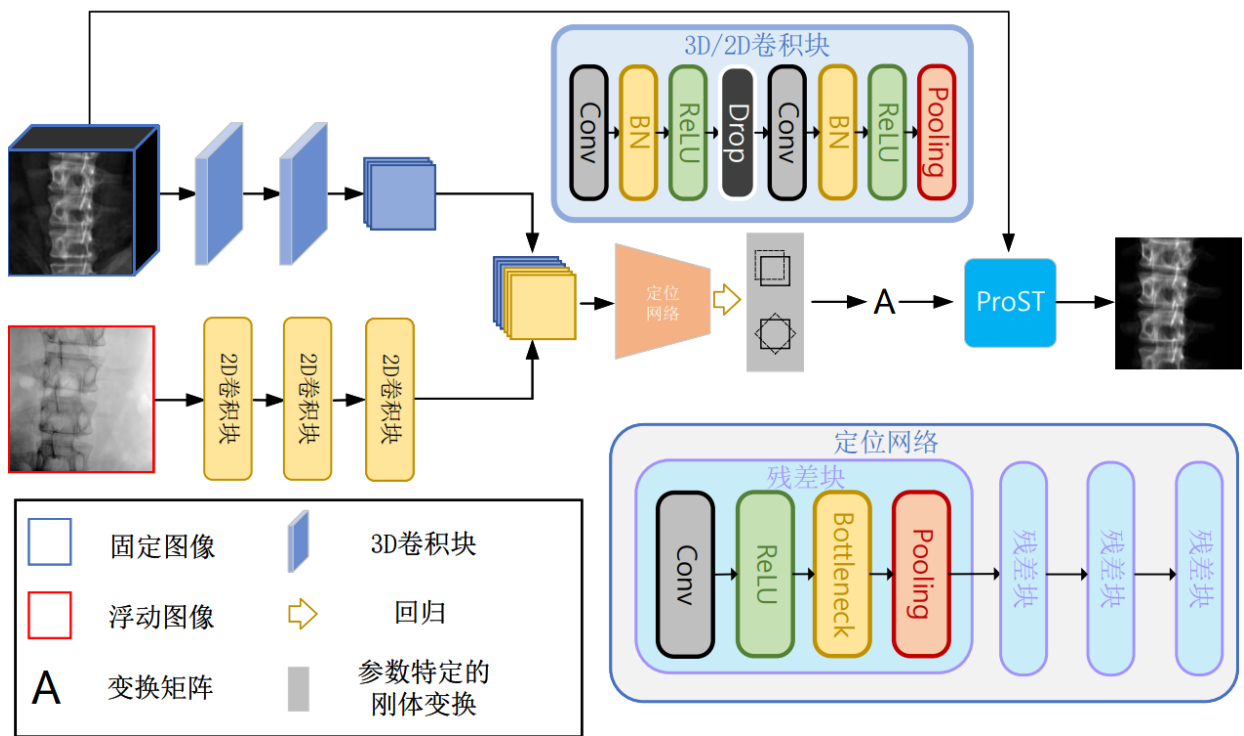 3D/2D卷积块
Conv
BN
ReLU
Drop
Conv
BN
ReLU
Pooling
定位
网络
A
ProST
2D卷积块
2D卷积块
2D卷积块
定位网络
残差块
Conv
ReLU
Bottleneck
Pooling
残差块
残差块
残差块
固定图像
3D卷积块
浮动图像
回归
A
变换矩阵
参数特定的
刚体变换